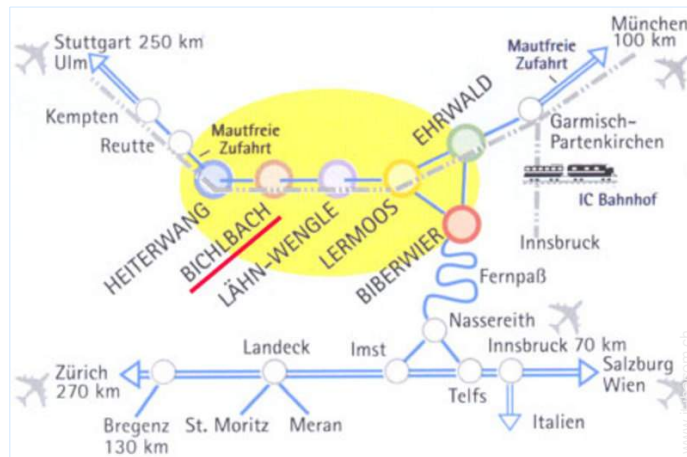 Stuttgart 250 km
Ulm
Kempten
Reutte
Mautfreie
Zufahrt
München
100 km
Mautfreie
Zufahrt
EHRWALD
Garmisch-
Partenkirchen
IC Bahnhof
Innsbruck
HEITERWANG
BICHLBACH
LÄHN-WENGLE
LERMOOS
BIBERWIER
Fernpaß
Nassereith
Zürich
270 km
Landeck
Imst
Innsbruck 70 km
Salzburg
Wien
Telfs
Bregenz
130 km
St. Moritz
Meran
Italien